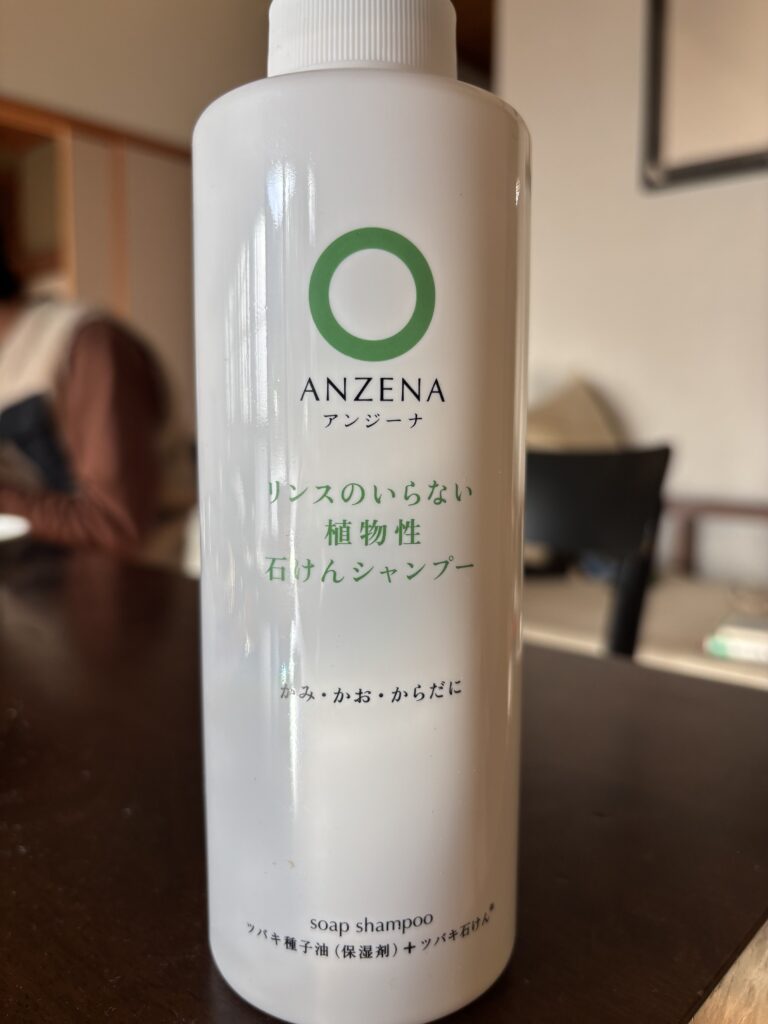 ANZENA
アンジーナ
リンスのいらない
植物性
石けんシャンプー
かみ・かお・からだに
soap shampoo
ツバキ種子油(保湿剤)+ツバキ石けん*